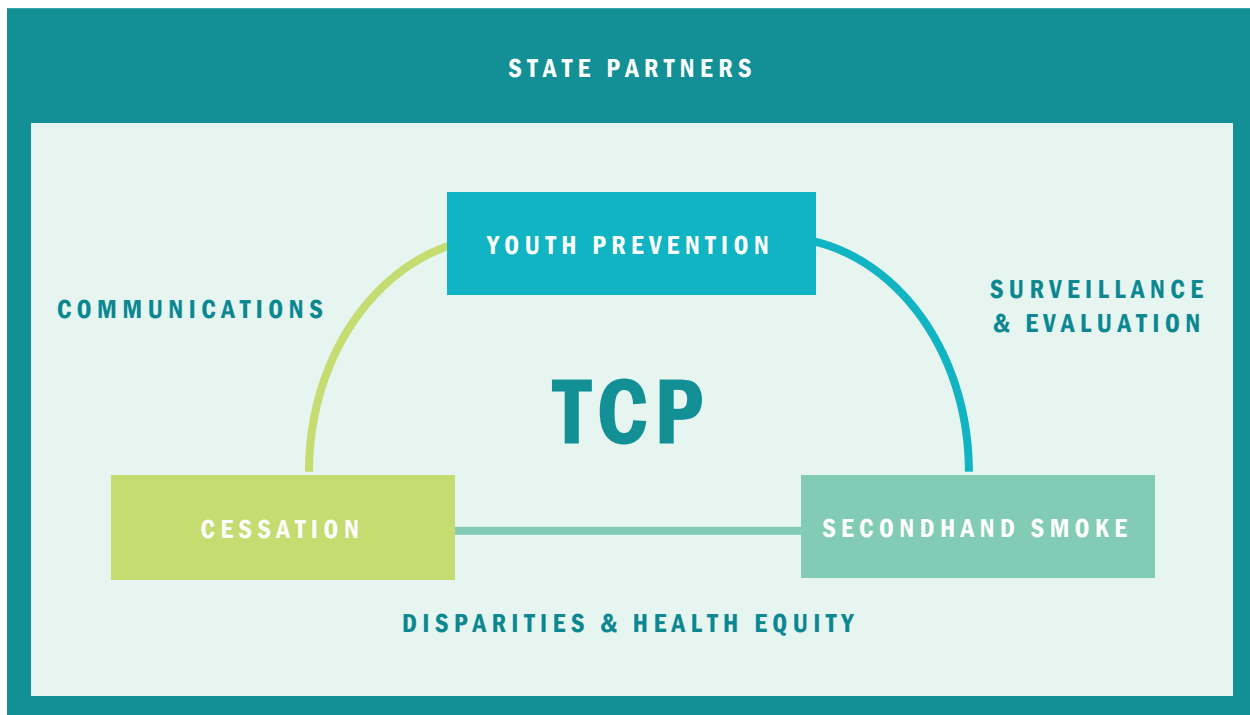 STATE PARTNERS
YOUTH PREVENTION
COMMUNICATIONS
SURVEILLANCE
& EVALUATION
TCP
CESSATION
SECONDHAND SMOKE
DISPARITIES & HEALTH EQUITY